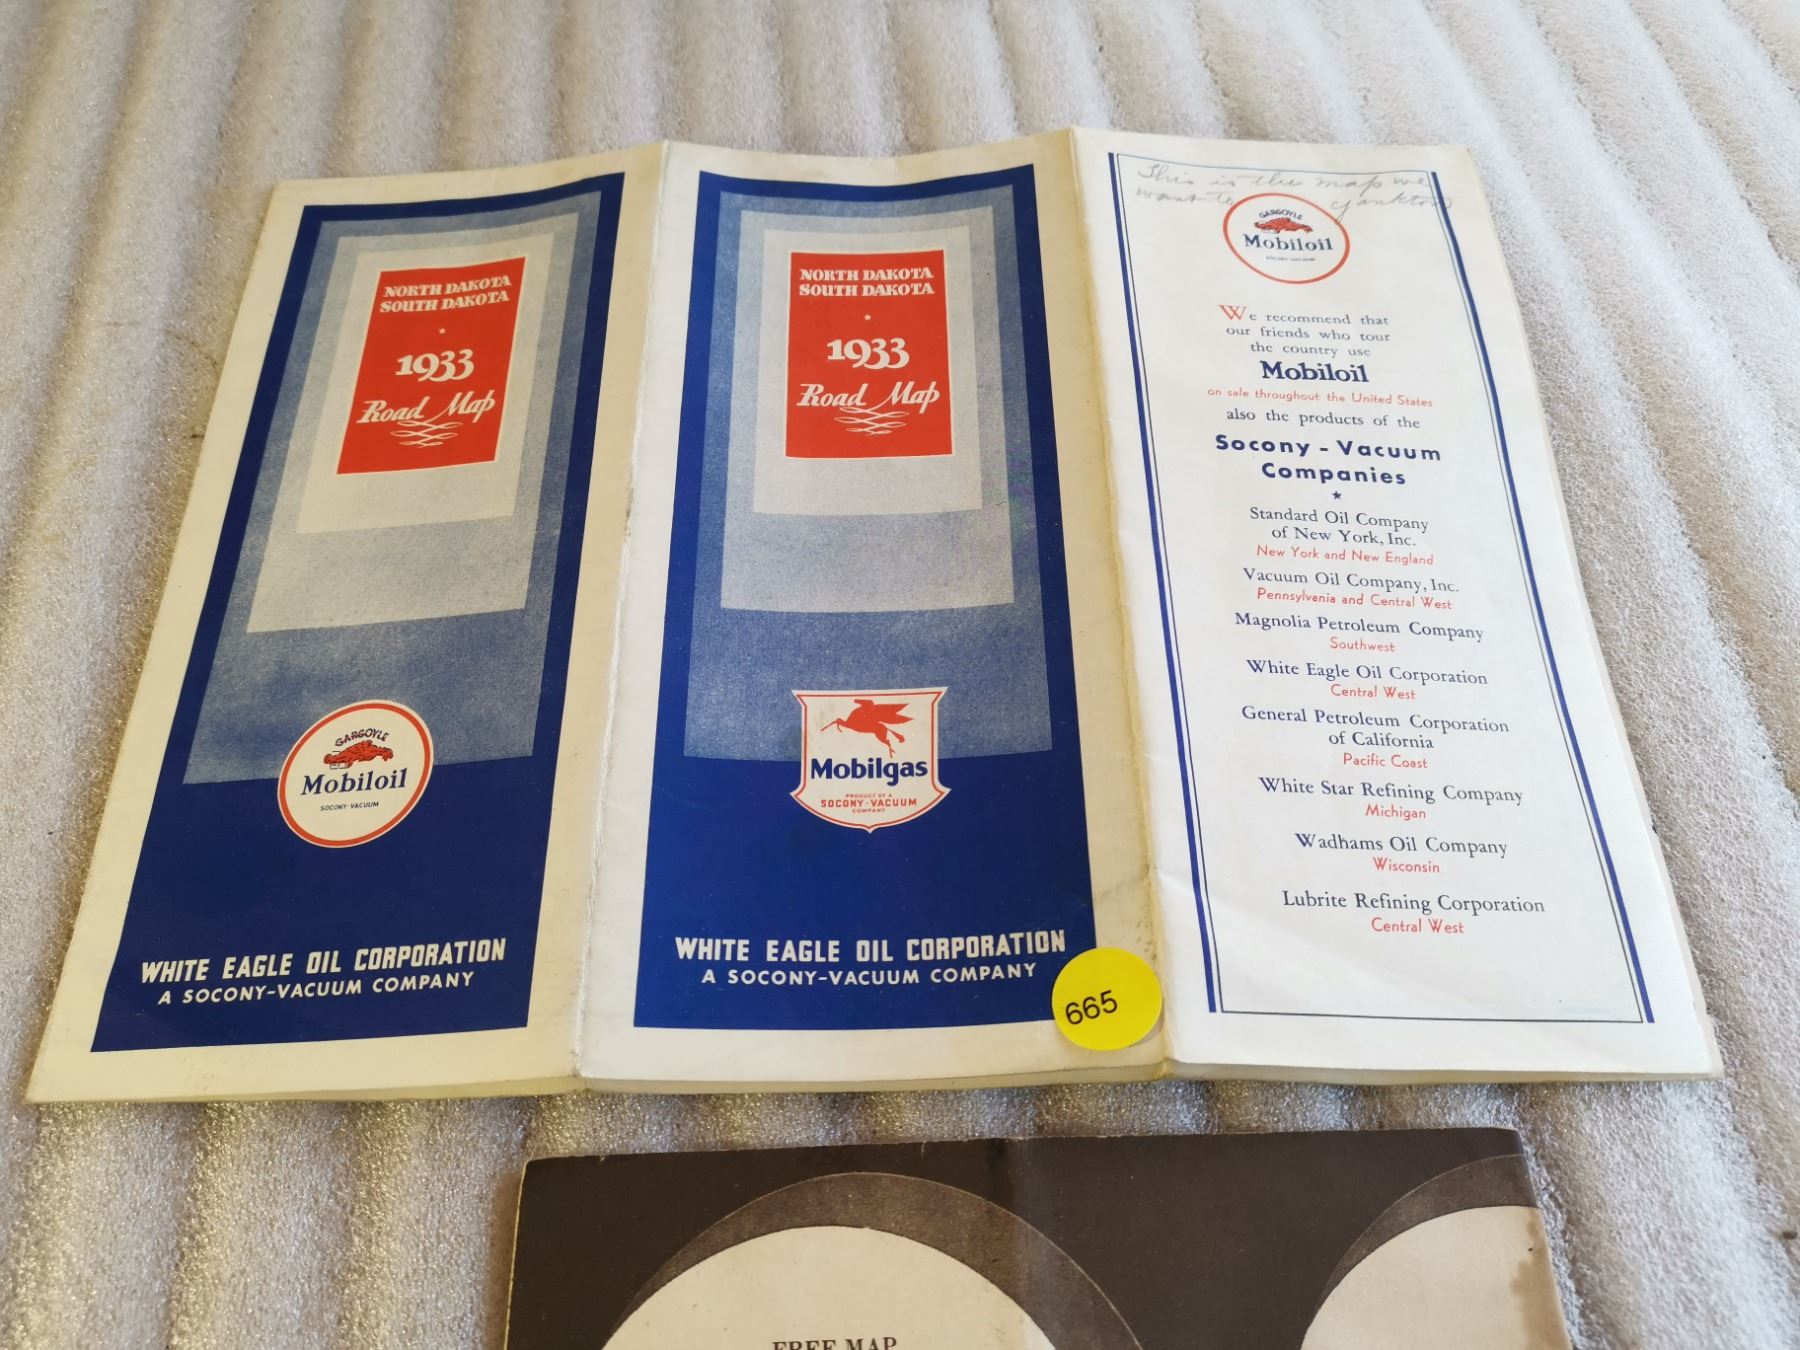 NORTH DAKOTA
SOUTH DAKOTA
1933
Road Map
GARGOYLE
Mobiloil
SOCONY-VACUUM
WHITE EAGLE OIL CORPORATION
A SOCONY-VACUUM COMPANY
NORTH DAKOTA
SOUTH DAKOTA
1933
Road Map
Mobilgas
PRODUCT OF A
SOCONY-VACUUM
COMPANY
WHITE EAGLE OIL CORPORATION
A SOCONY-VACUUM COMPANY
665
This is the map we
want to Yankton
GARGOYLE
Mobiloil
SOCONY-VACUUM
We recommend that
our friends who tour
the country use
Mobiloil
on sale throughout the United States
also the products of the
Socony-Vacuum
Companies
Standard Oil Company
of New York, Inc.
New York and New England
Vacuum Oil Company, Inc.
Pennsylvania and Central West
Magnolia Petroleum Company
Southwest
White Eagle Oil Corporation
Central West
General Petroleum Corporation
of California
Pacific Coast
White Star Refining Company
Michigan
Wadhams Oil Company
Wisconsin
Lubrite Refining Corporation
Central West
FREE MAP